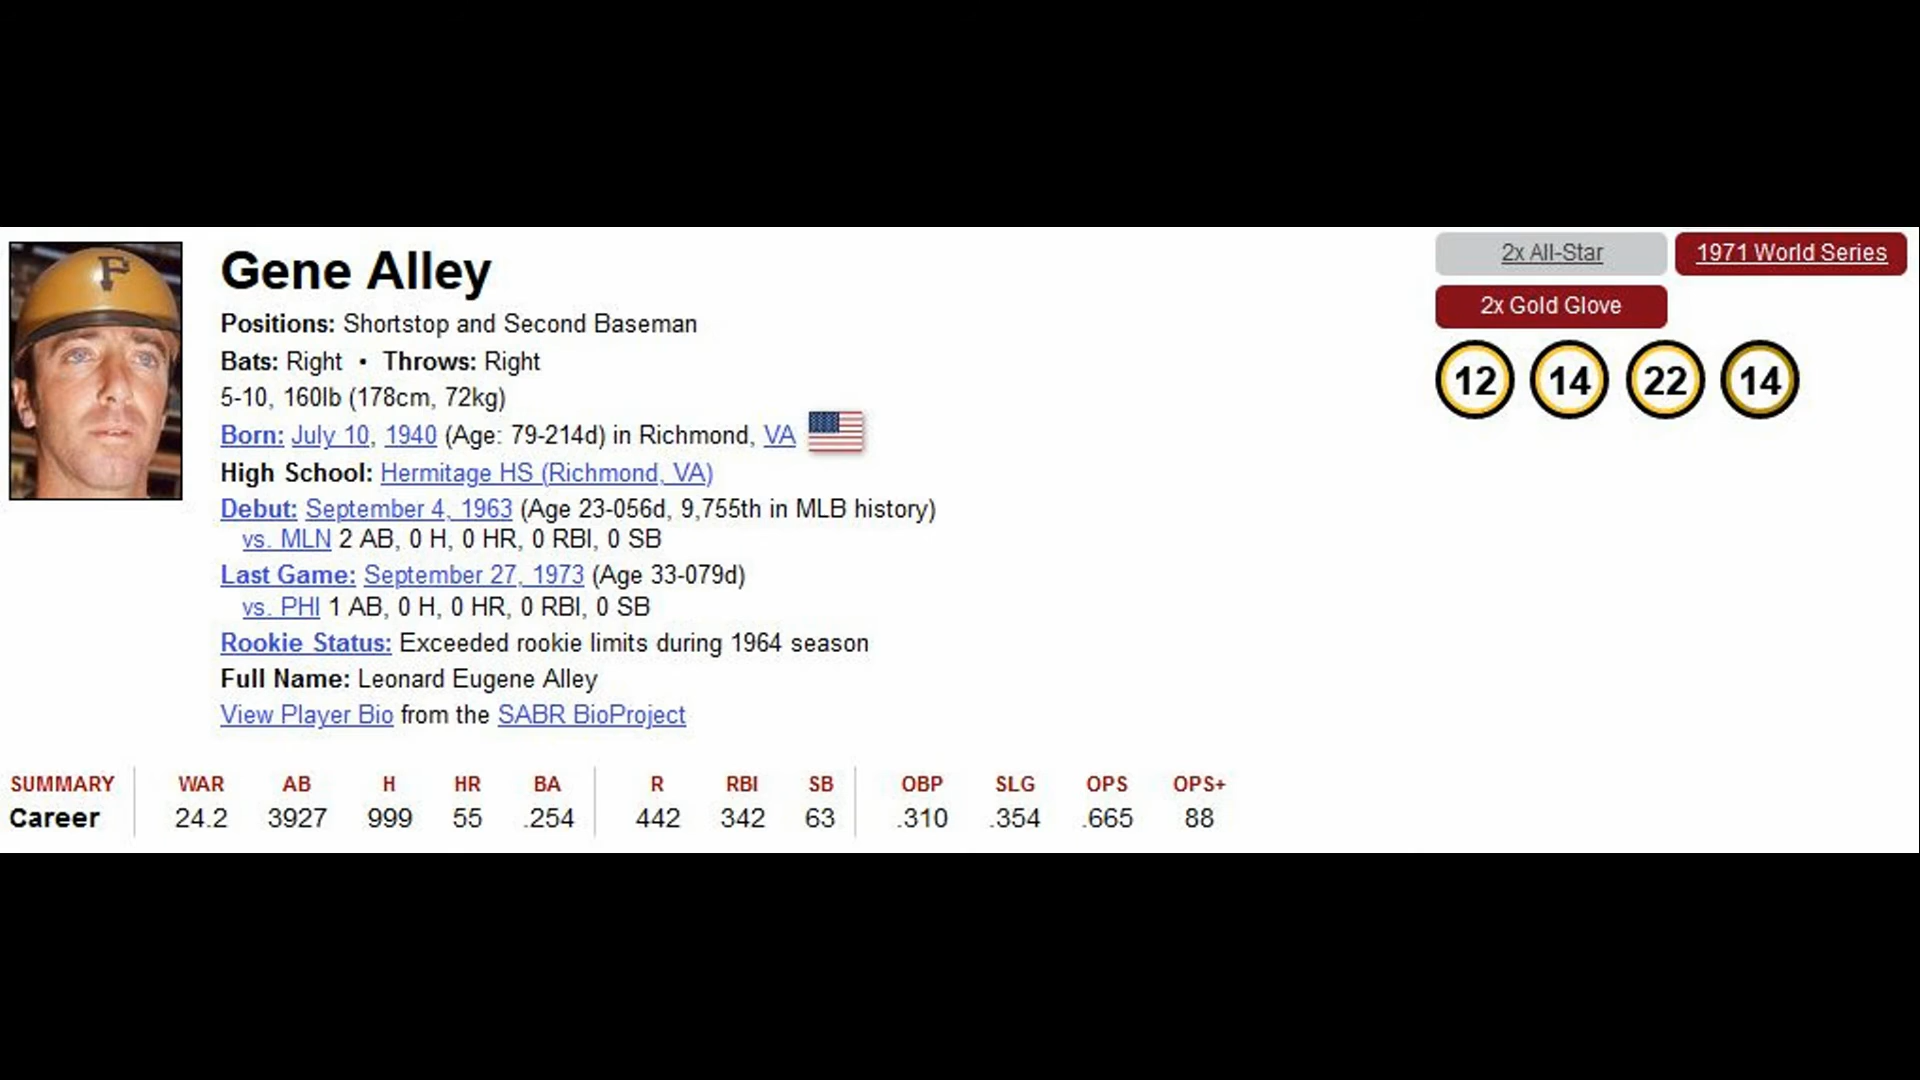 P
Gene Alley
Positions: Shortstop and Second Baseman
Bats: Right • Throws: Right
5-10, 160lb (178cm, 72kg)
Born: July 10, 1940 (Age: 79-214d) in Richmond, VA
High School: Hermitage HS (Richmond, VA)
Debut: September 4, 1963 (Age 23-056d, 9,755th in MLB history)
vs. MLN 2 AB, 0 H, 0 HR, 0 RBI, 0 SB
Last Game: September 27, 1973 (Age 33-079d)
vs. PHI 1 AB, 0 H, 0 HR, 0 RBI, 0 SB
Rookie Status: Exceeded rookie limits during 1964 season
Full Name: Leonard Eugene Alley
View Player Bio from the SABR BioProject
2x All-Star 1971 World Series
2x Gold Glove
12 14 22 14
SUMMARY WAR AB H HR BA R RBI SB OBP SLG OPS OPS+
Career 24.2 3927 999 55 .254 442 342 63 .310 .354 .665 88